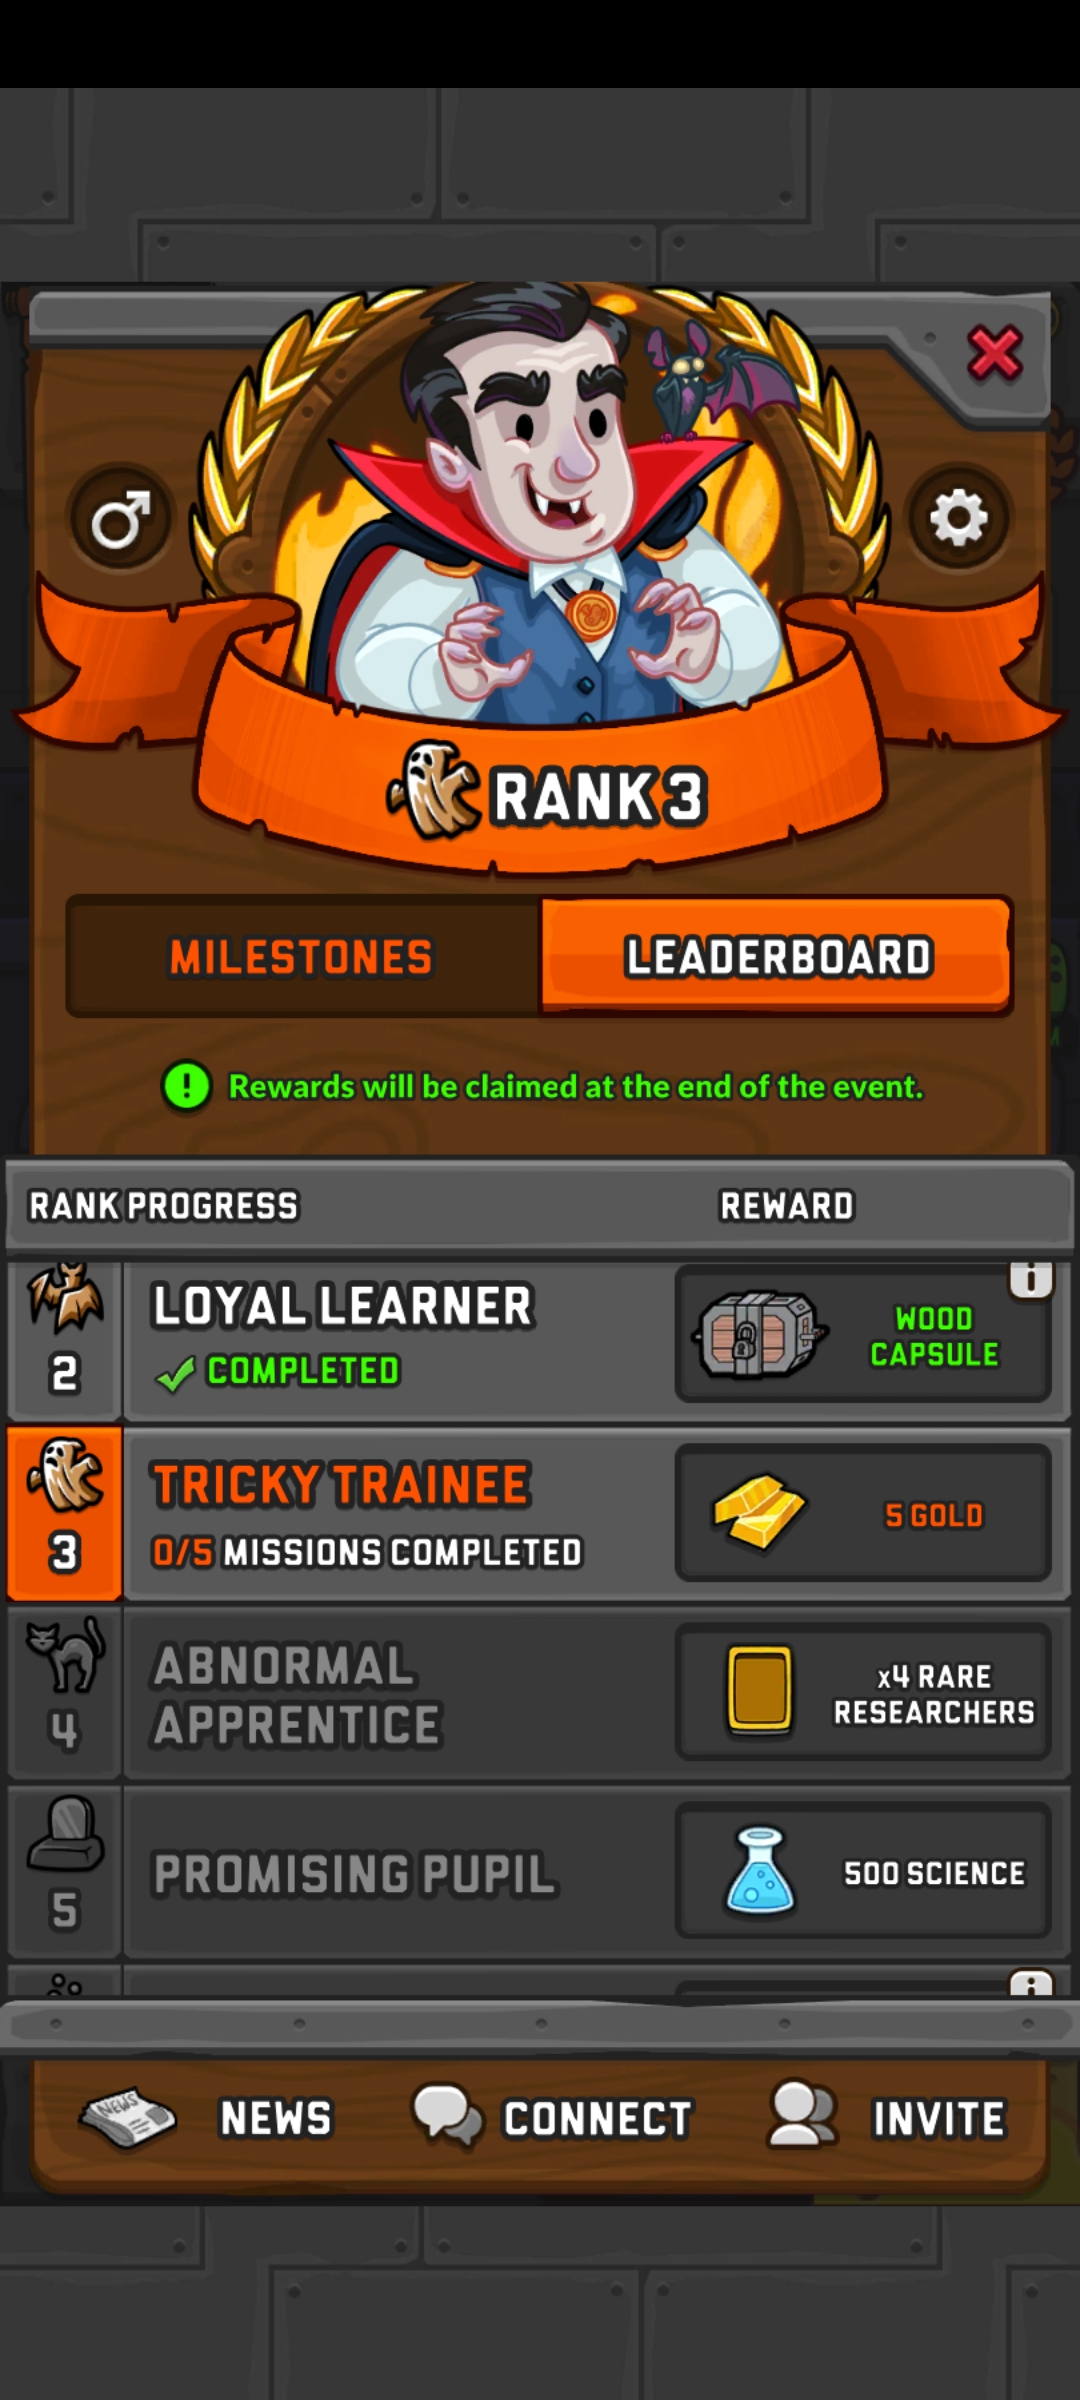 RANK 3
MILESTONES
LEADERBOARD
! Rewards will be claimed at the end of the event.
RANK PROGRESS
REWARD
2
LOYAL LEARNER
COMPLETED
WOOD
CAPSULE
i
3
TRICKY TRAINEE
0/5 MISSIONS COMPLETED
5 GOLD
4
ABNORMAL
APPRENTICE
x4 RARE
RESEARCHERS
5
PROMISING PUPIL
500 SCIENCE
i
NEWS
NEWS
CONNECT
INVITE